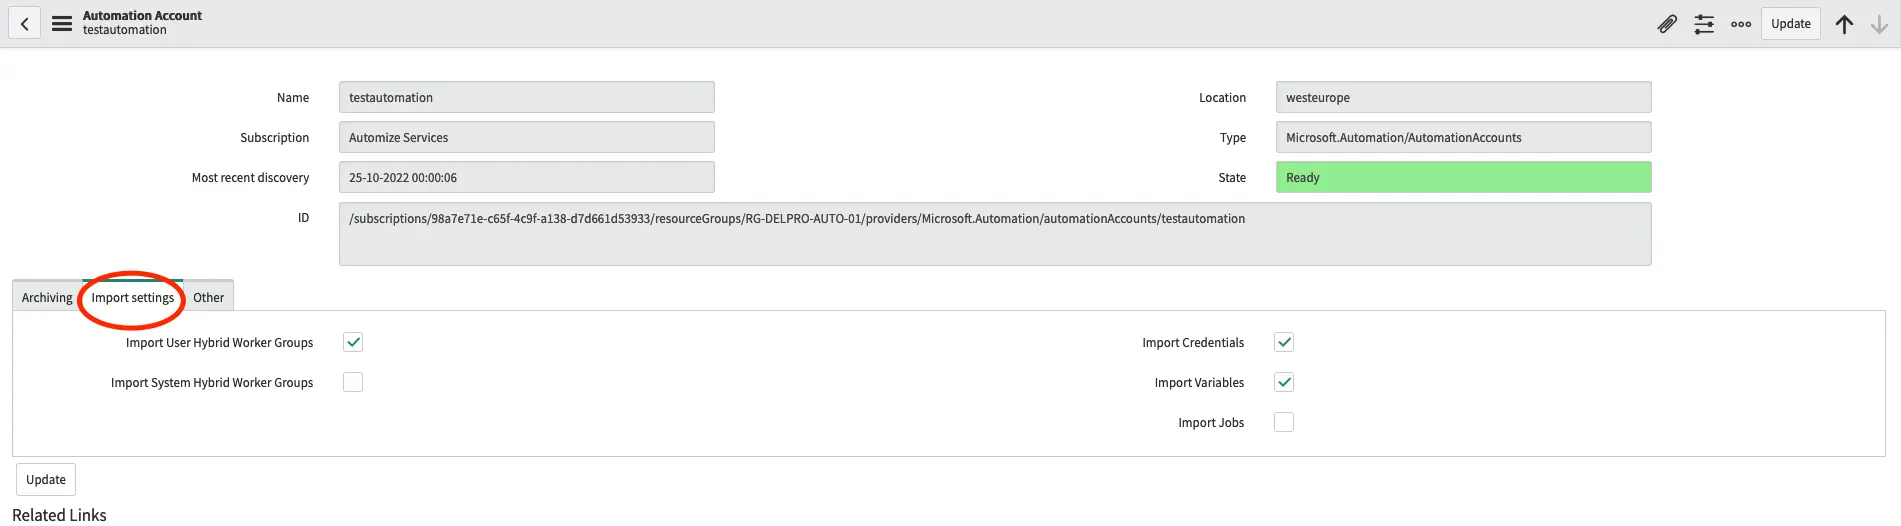 Automation Account
testautomation
Update
Name
testautomation
Location
westeurope
Subscription
Automize Services
Type
Microsoft.Automation/AutomationAccounts
Most recent discovery
25-10-2022 00:00:06
State
Ready
ID
/subscriptions/98a7e71e-c65f-4c9f-a138-d7d661d53933/resourceGroups/RG-DELPRO-AUTO-01/providers/Microsoft.Automation/automationAccounts/testautomation
Archiving
Import settings
Other
Import User Hybrid Worker Groups
Import Credentials
Import System Hybrid Worker Groups
Import Variables
Import Jobs
Update
Related Links